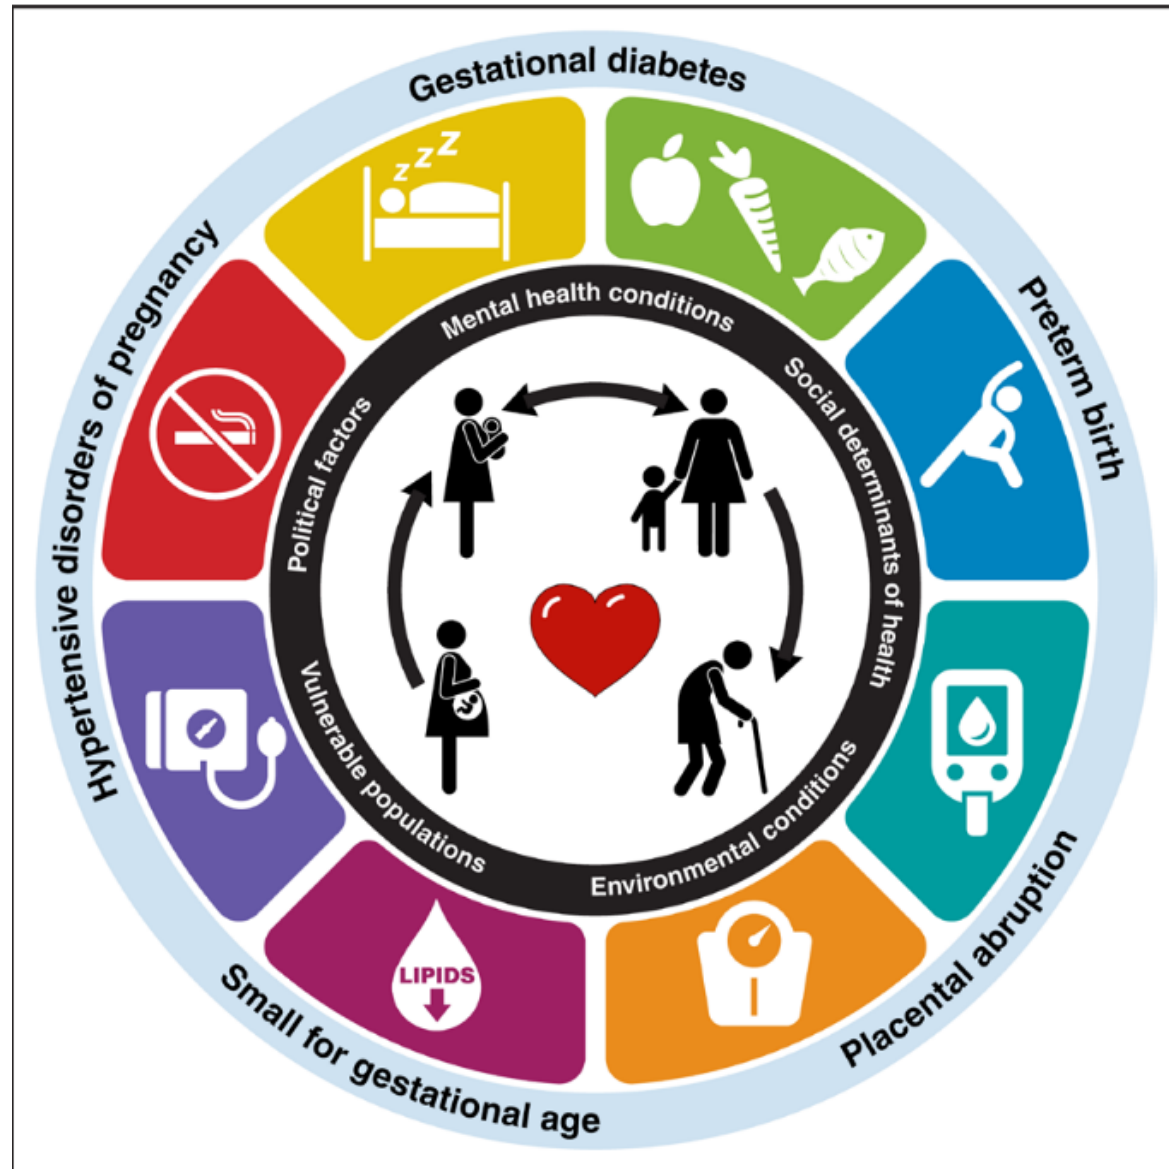 Gestational diabetes
Preterm birth
Placental abruption
Small for gestational age
Hypertensive disorders of pregnancy
z z Z
LIPIDS
Mental health conditions
Social determinants of health
Environmental conditions
Vulnerable populations
Political factors